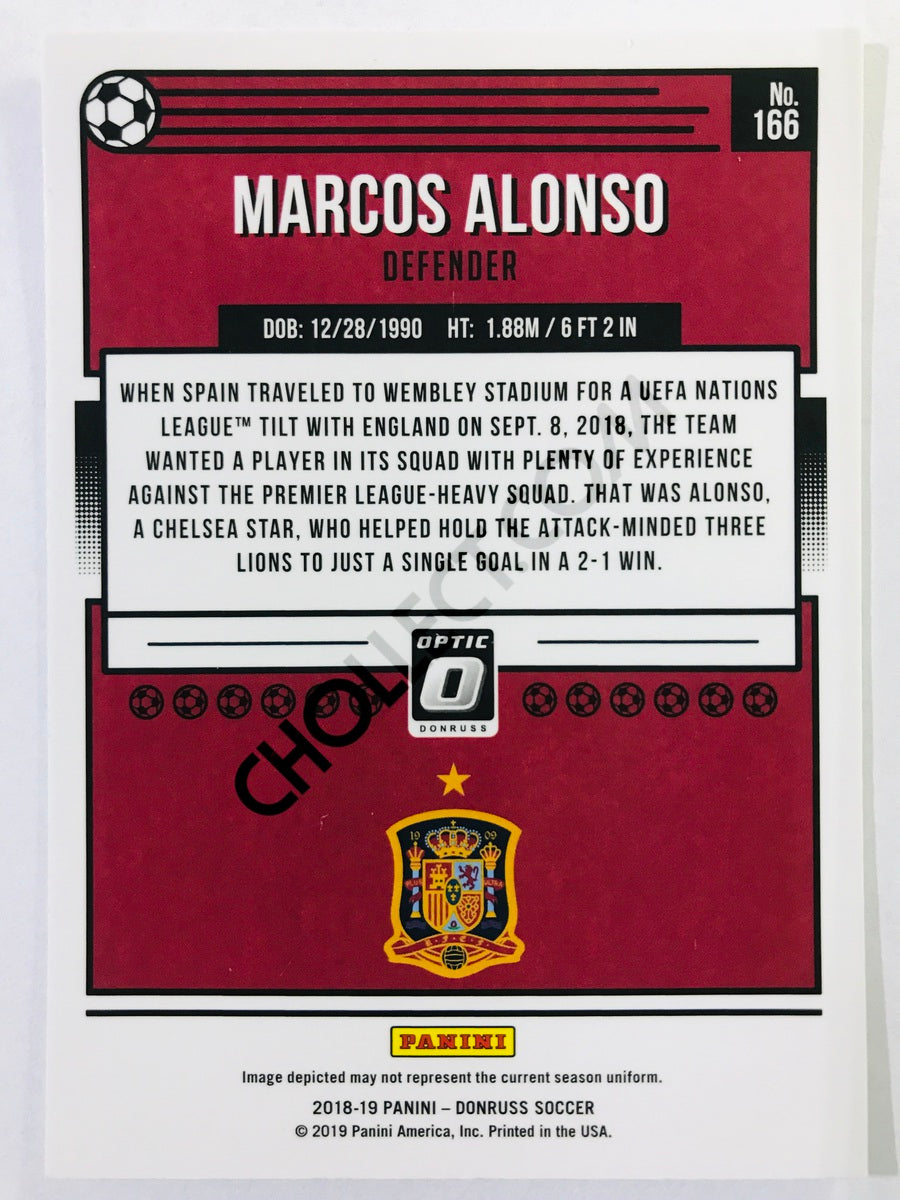 No.
166
MARCOS ALONSO
DEFENDER
DOB: 12/28/1990 HT: 1.88M / 6 FT 2 IN
WHEN SPAIN TRAVELED TO WEMBLEY STADIUM FOR A UEFA NATIONS
LEAGUE™ TILT WITH ENGLAND ON SEPT. 8, 2018, THE TEAM
WANTED A PLAYER IN ITS SQUAD WITH PLENTY OF EXPERIENCE
AGAINST THE PREMIER LEAGUE-HEAVY SQUAD. THAT WAS ALONSO,
A CHELSEA STAR, WHO HELPED HOLD THE ATTACK-MINDED THREE
LIONS TO JUST A SINGLE GOAL IN A 2-1 WIN.
CHOLLECT.COM
OPTIC
O
DONRUSS
19 09
PLUS ULTRA
PANINI
Image depicted may not represent the current season uniform.
2018-19 PANINI – DONRUSS SOCCER
© 2019 Panini America, Inc. Printed in the USA.